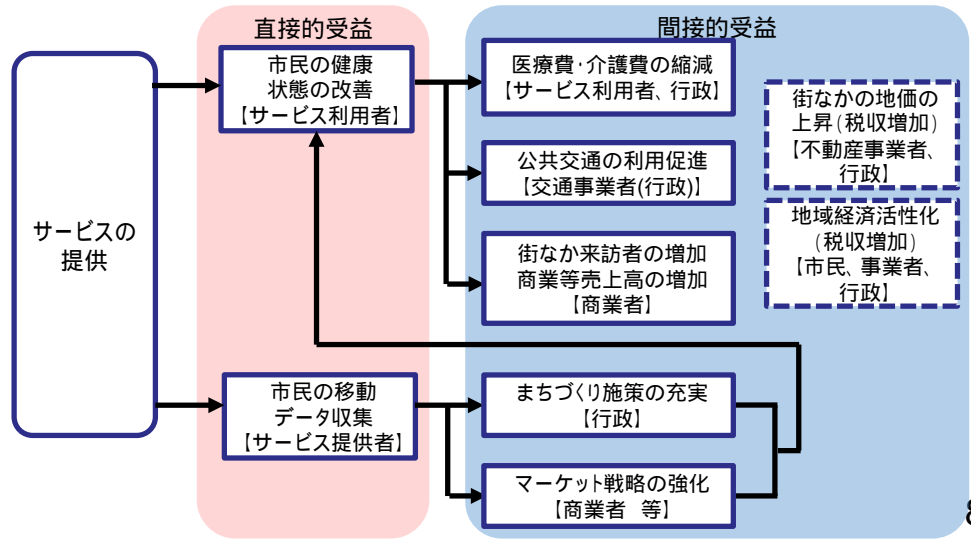 直接的受益
間接的受益
サービスの
提供
市民の健康
状態の改善
【サービス利用者】
医療費・介護費の縮減
【サービス利用者、行政】
公共交通の利用促進
【交通事業者(行政)】
街なか来訪者の増加
商業等売上高の増加
【商業者】
街なかの地価の
上昇(税収増加)
【不動産事業者、
行政】
地域経済活性化
(税収増加)
【市民、事業者、
行政】
市民の移動
データ収集
【サービス提供者】
まちづくり施策の充実
【行政】
マーケット戦略の強化
【商業者 等】
8